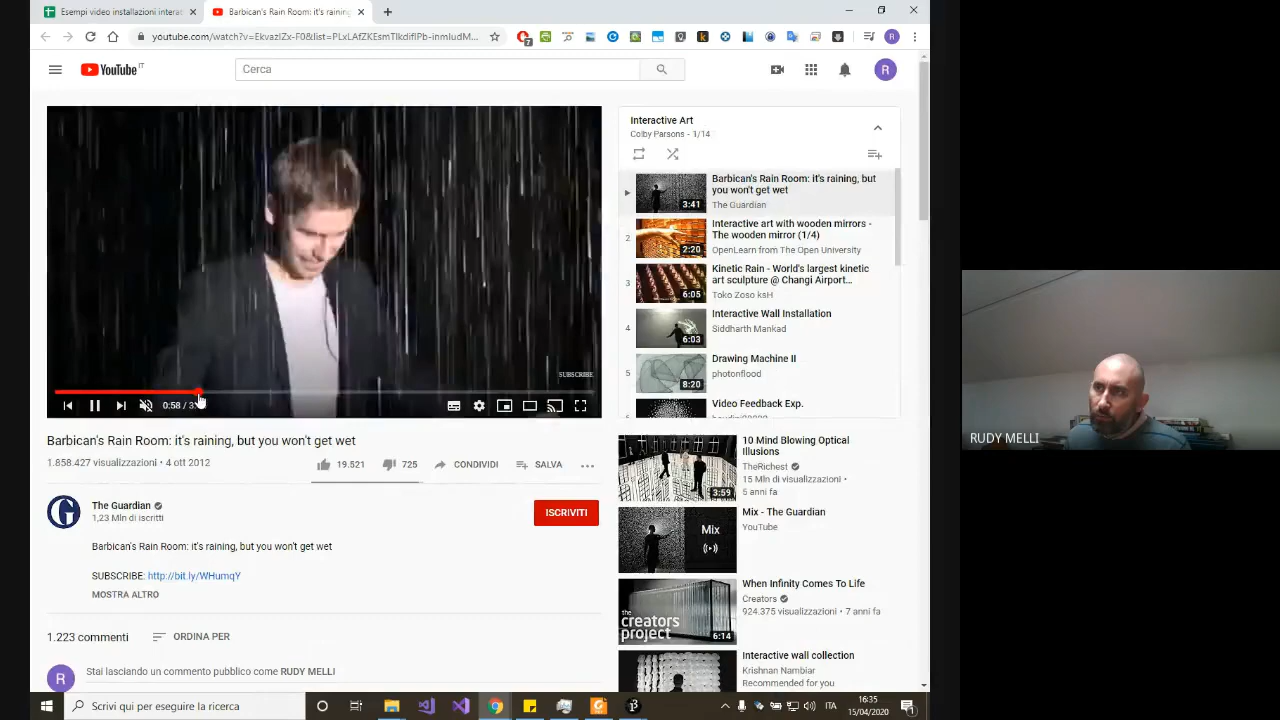 Esempi video installazioni interat
Barbican's Rain Room: it's raining
youtube.com/watch?v=EkvazIZx-F0&list=PLxLAfZKEsmTIkdifIPb-inmIudM...
7
R
YouTube IT
Cerca
R
SUBSCRIBE
0:58 / 3
Barbican's Rain Room: it's raining, but you won't get wet
1.858.427 visualizzazioni • 4 ott 2012
19.521
725
CONDIVIDI
SALVA
The Guardian
1,23 Mln di iscritti
ISCRIVITI
Barbican's Rain Room: it's raining, but you won't get wet
SUBSCRIBE: http://bit.ly/WHumqY
MOSTRA ALTRO
1.223 commenti
ORDINA PER
R
Stai lasciando un commento pubblico come RUDY MELLI
Interactive Art
Colby Parsons - 1/14
3:41
Barbican's Rain Room: it's raining, but
you won't get wet
The Guardian
2
2:20
Interactive art with wooden mirrors -
The wooden mirror (1/4)
OpenLearn from The Open University
3
6:05
Kinetic Rain - World's largest kinetic
art sculpture @ Changi Airport...
Toko Zoso ksH
4
6:03
Interactive Wall Installation
Siddharth Mankad
5
8:20
Drawing Machine II
photonflood
Video Feedback Exp.
3:59
10 Mind Blowing Optical
Illusions
TheRichest
15 Mln di visualizzazioni •
5 anni fa
Mix
Mix - The Guardian
YouTube
the
creators
project
6:14
When Infinity Comes To Life
Creators
924.375 visualizzazioni • 7 anni fa
Interactive wall collection
Krishnan Nambiar
Recommended for you
RUDY MELLI
Scrivi qui per eseguire la ricerca
ITA
16:35
15/04/2020
1